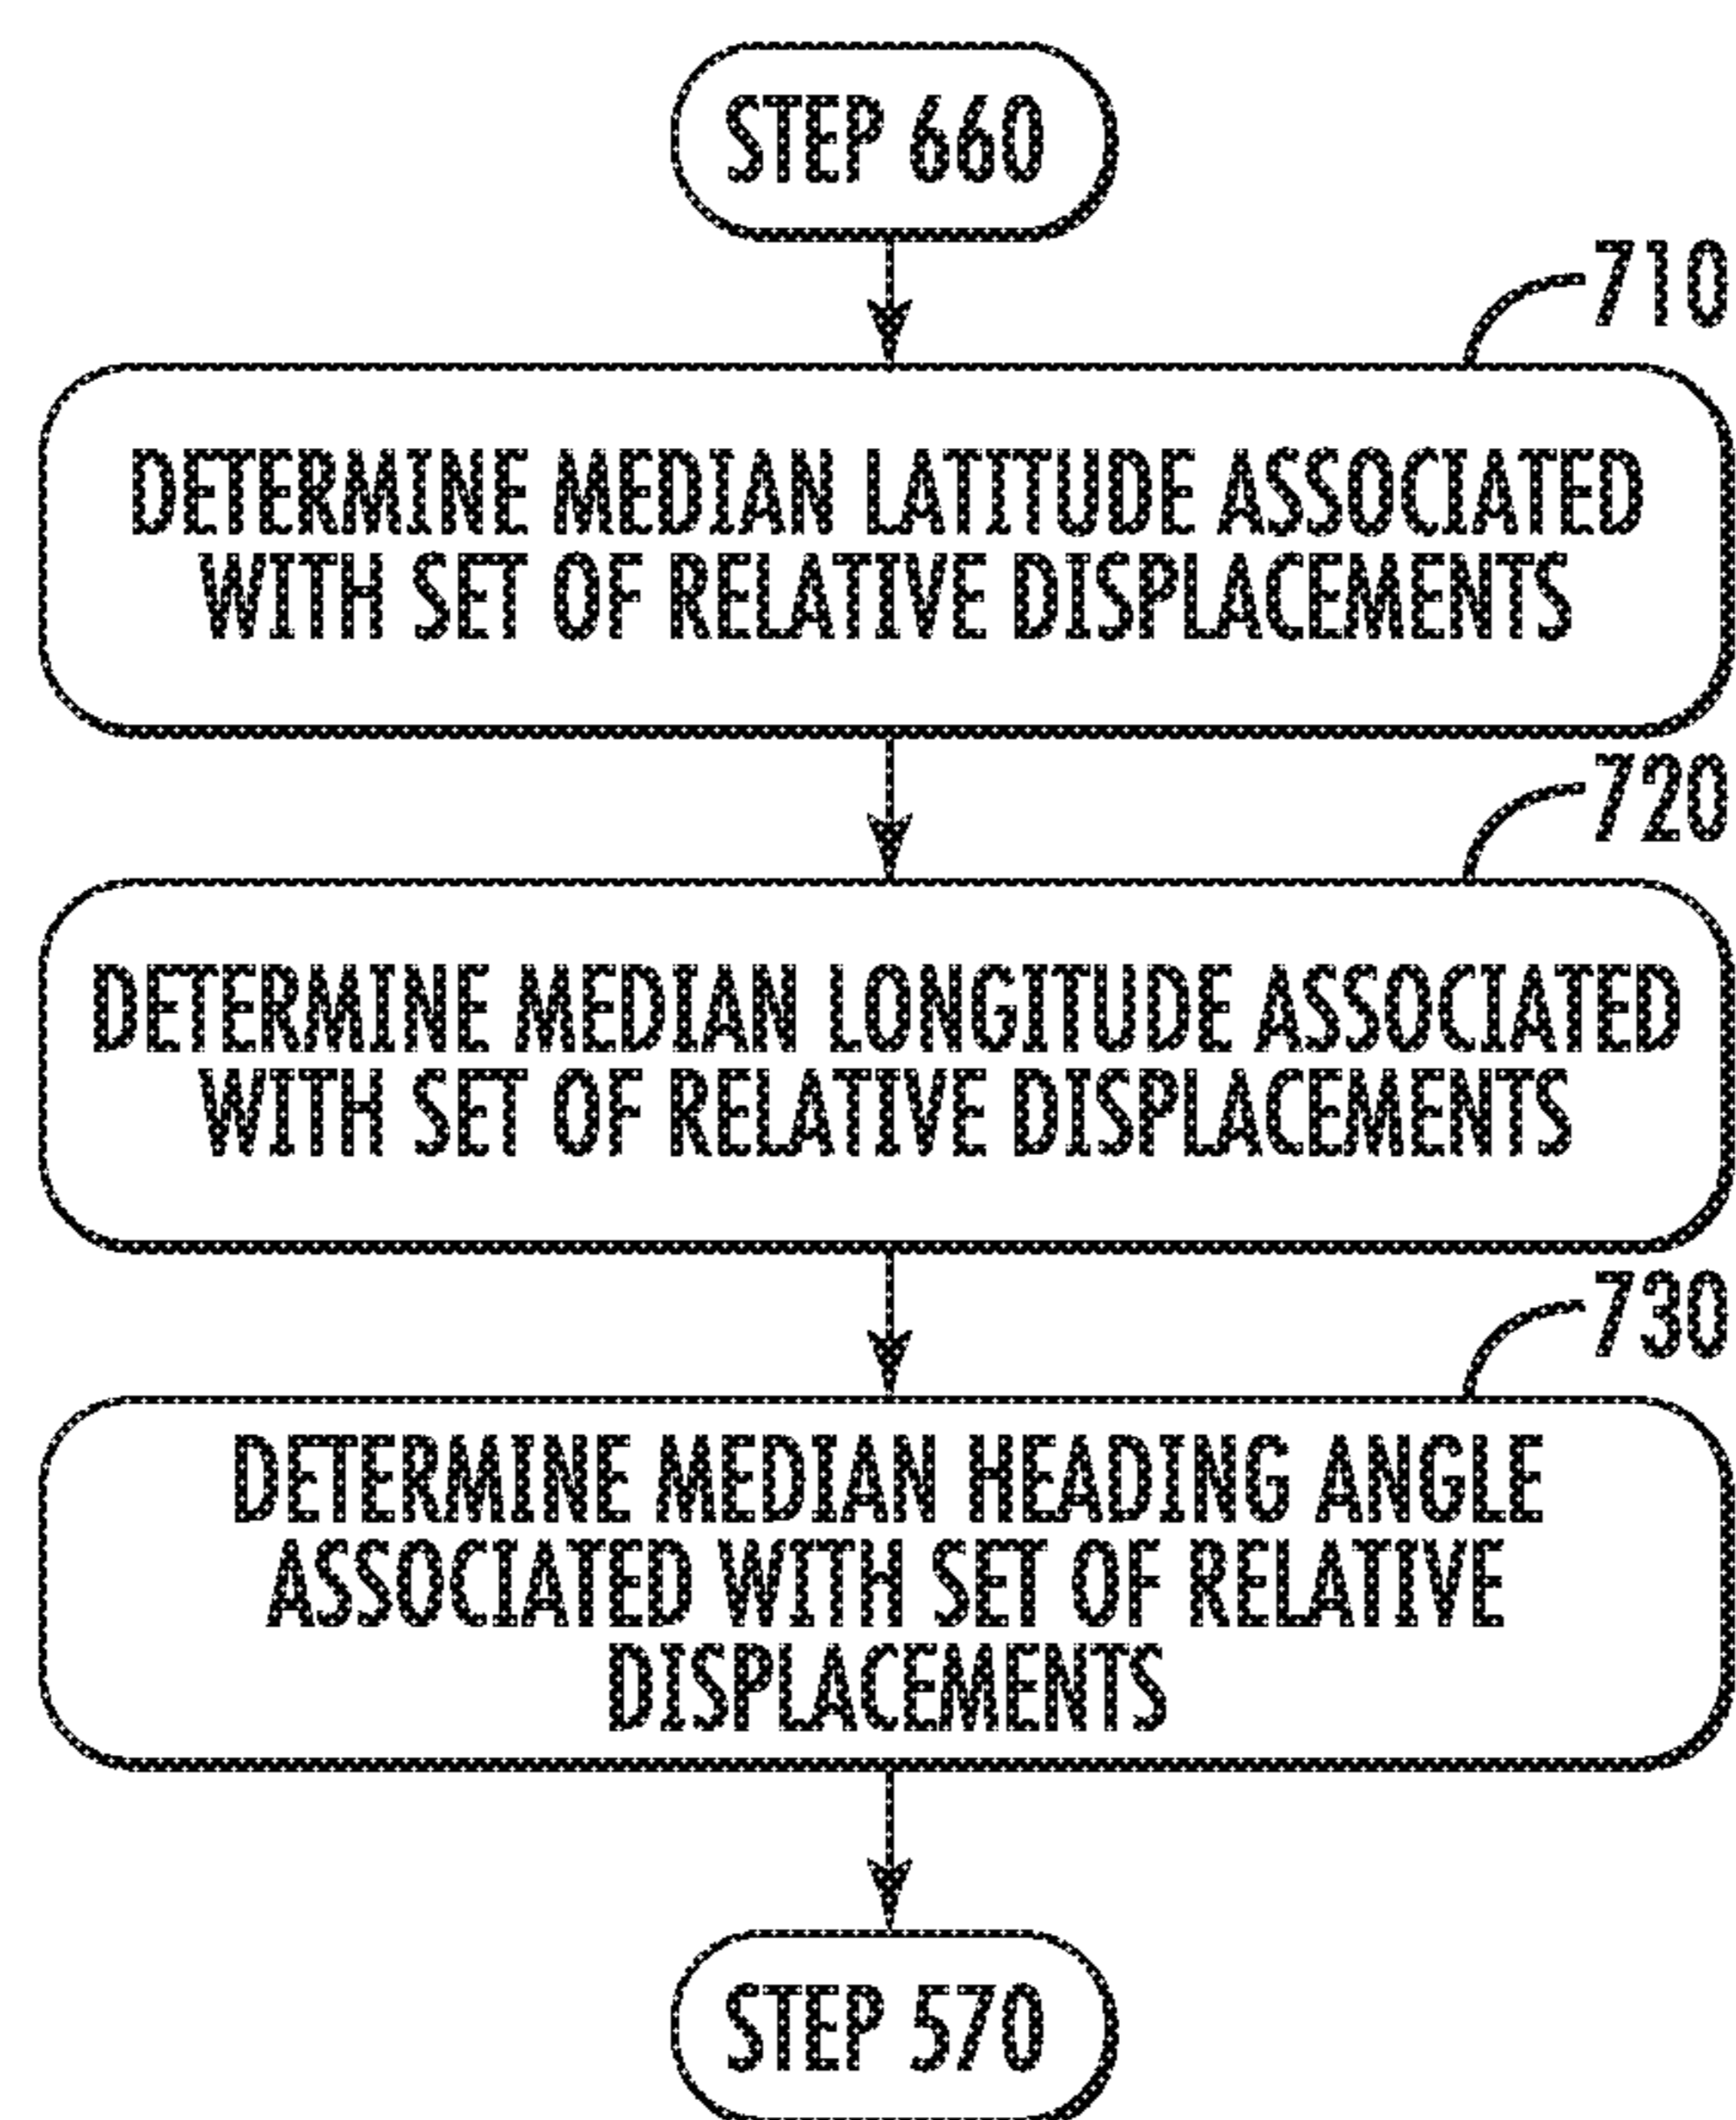 STEP 660
710
DETERMINE MEDIAN LATITUDE ASSOCIATED
WITH SET OF RELATIVE DISPLACEMENTS
720
DETERMINE MEDIAN LONGITUDE ASSOCIATED
WITH SET OF RELATIVE DISPLACEMENTS
730
DETERMINE MEDIAN HEADING ANGLE
ASSOCIATED WITH SET OF RELATIVE
DISPLACEMENTS
STEP 570